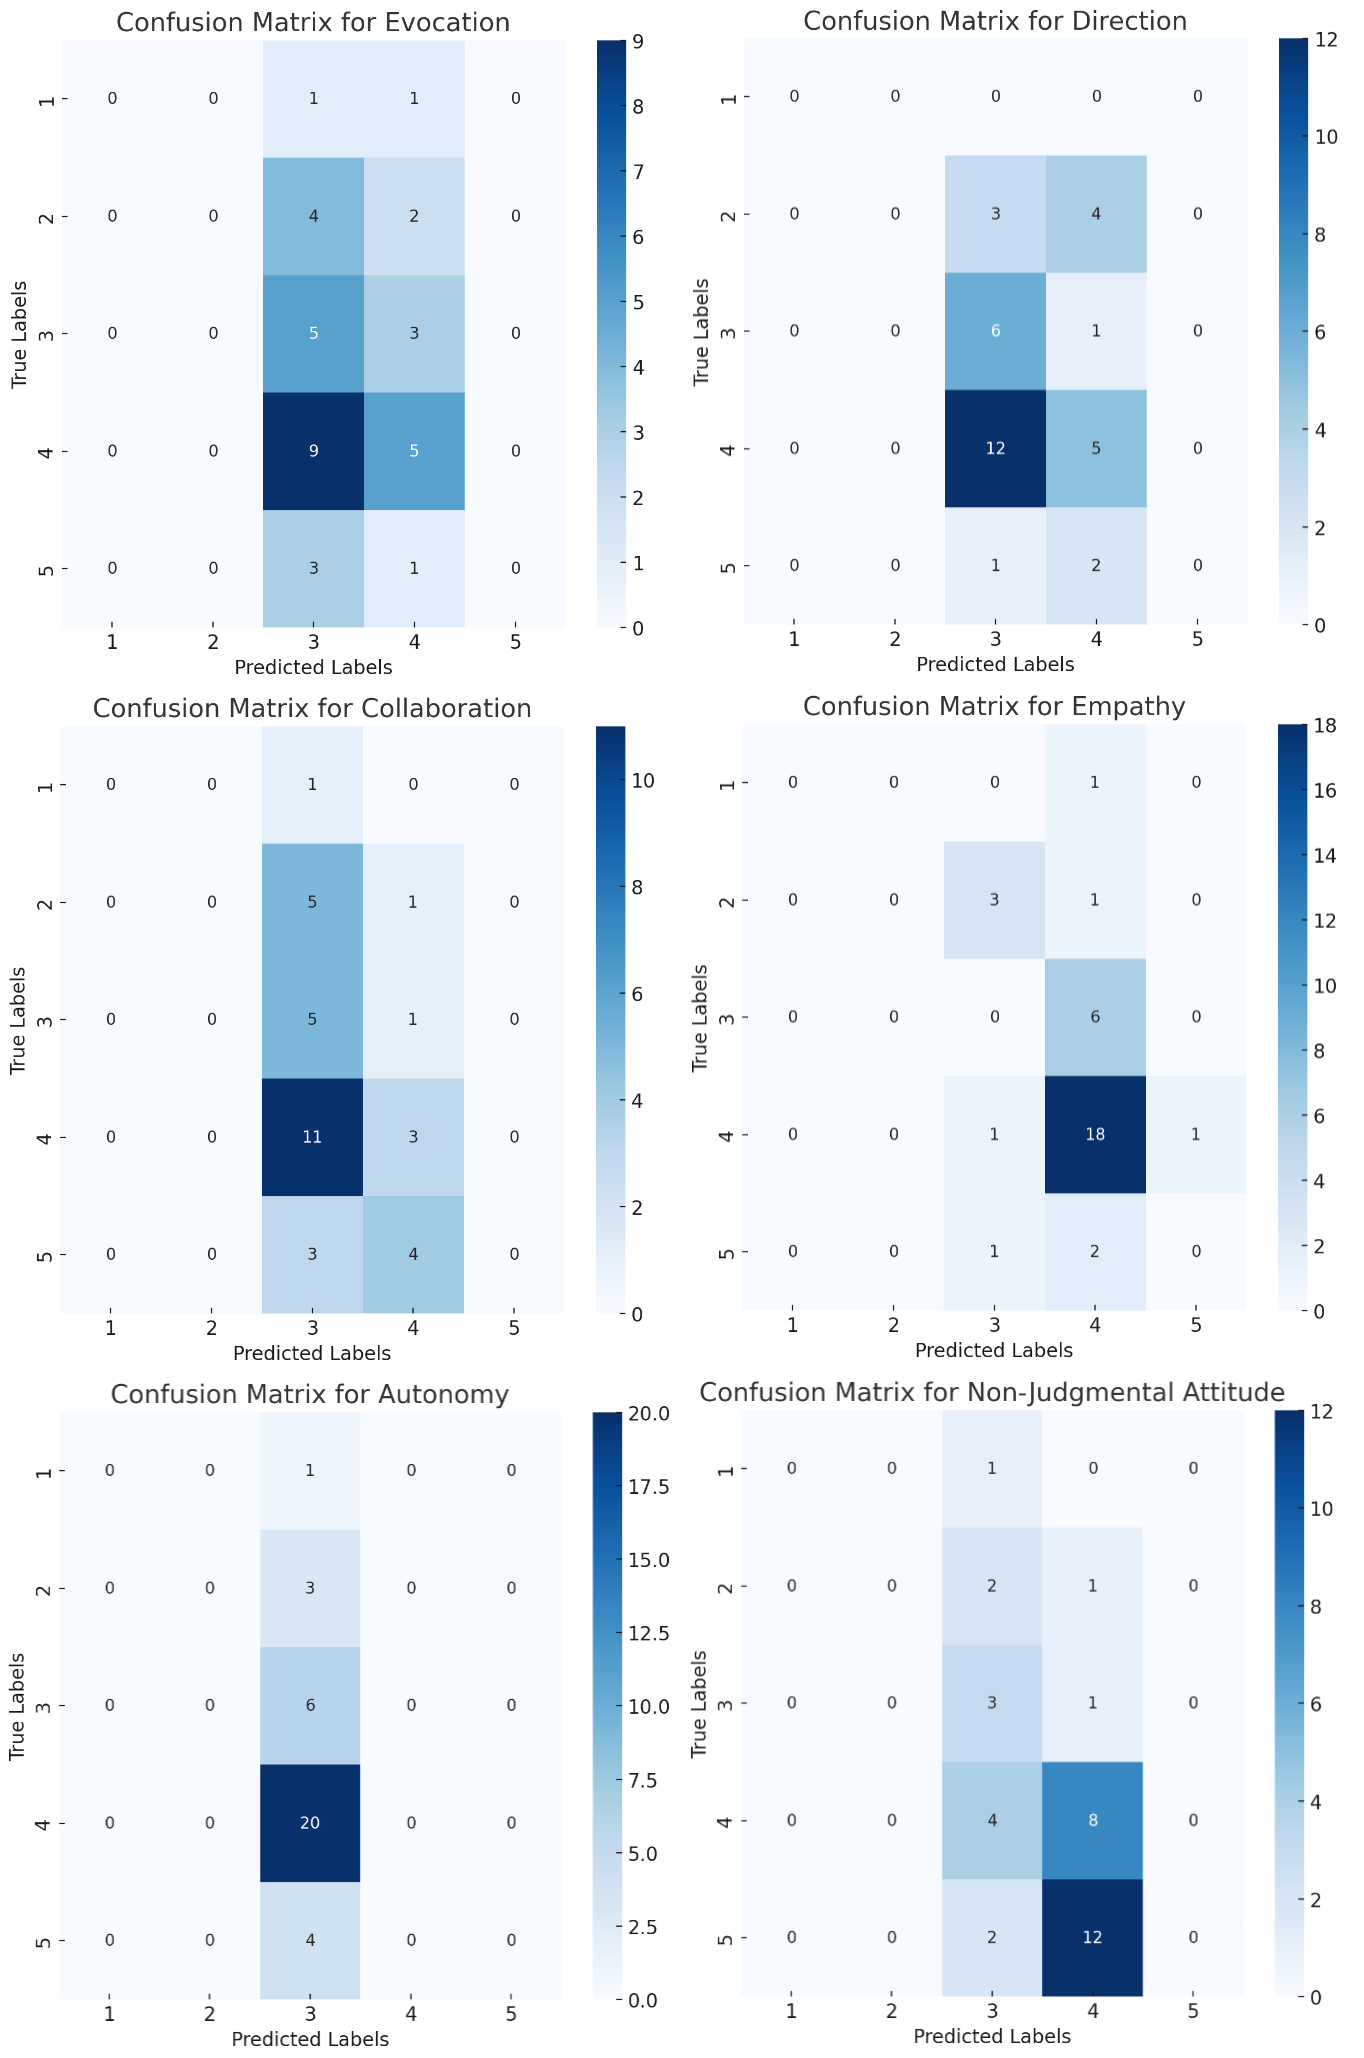 Confusion Matrix for Evocation
1 0 0 1 1 0
2 0 0 4 2 0
3 0 0 5 3 0
4 0 0 9 5 0
5 0 0 3 1 0
1 2 3 4 5
Predicted Labels
True Labels
9
8
7
6
5
4
3
2
1
0
Confusion Matrix for Direction
1 0 0 0 0 0
2 0 0 3 4 0
3 0 0 6 1 0
4 0 0 12 5 0
5 0 0 1 2 0
1 2 3 4 5
Predicted Labels
True Labels
12
10
8
6
4
2
0
Confusion Matrix for Collaboration
1 0 0 1 0 0
2 0 0 5 1 0
3 0 0 5 1 0
4 0 0 11 3 0
5 0 0 3 4 0
1 2 3 4 5
Predicted Labels
True Labels
10
8
6
4
2
0
Confusion Matrix for Empathy
1 0 0 0 1 0
2 0 0 3 1 0
3 0 0 0 6 0
4 0 0 1 18 1
5 0 0 1 2 0
1 2 3 4 5
Predicted Labels
True Labels
18
16
14
12
10
8
6
4
2
0
Confusion Matrix for Autonomy
1 0 0 1 0 0
2 0 0 3 0 0
3 0 0 6 0 0
4 0 0 20 0 0
5 0 0 4 0 0
1 2 3 4 5
Predicted Labels
True Labels
20.0
17.5
15.0
12.5
10.0
7.5
5.0
2.5
0.0
Confusion Matrix for Non-Judgmental Attitude
1 0 0 1 0 0
2 0 0 2 1 0
3 0 0 3 1 0
4 0 0 4 8 0
5 0 0 2 12 0
1 2 3 4 5
Predicted Labels
True Labels
12
10
8
6
4
2
0